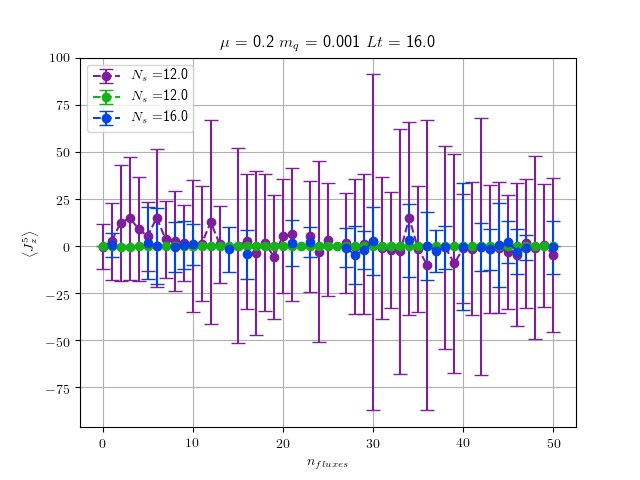 μ = 0.2 m_q = 0.001 Lt = 16.0
N_s =12.0
N_s =12.0
N_s =16.0
⟨J_z^5⟩
100
75
50
25
0
−25
−50
−75
0 10 20 30 40 50
n_fluxes